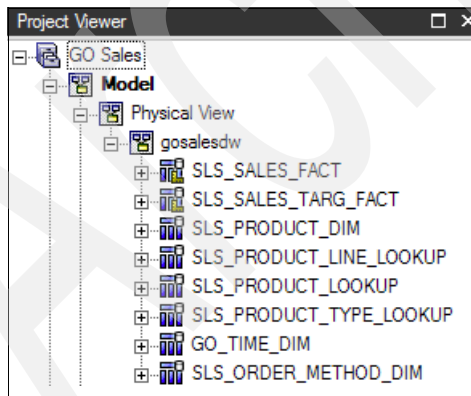 Project Viewer
GO Sales
Model
Physical View
gosalesdw
SLS_SALES_FACT
SLS_SALES_TARG_FACT
SLS_PRODUCT_DIM
SLS_PRODUCT_LINE_LOOKUP
SLS_PRODUCT_LOOKUP
SLS_PRODUCT_TYPE_LOOKUP
GO_TIME_DIM
SLS_ORDER_METHOD_DIM